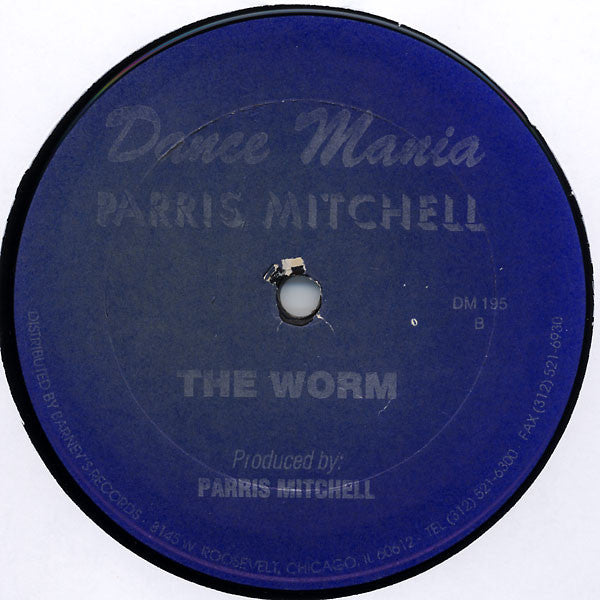 Dance Mania
PARRIS MITCHELL
DM 195
B
THE WORM
Produced by:
PARRIS MITCHELL
DISTRIBUTED BY BARNEY'S RECORDS · 3145 W. ROOSEVELT, CHICAGO, IL 60612 · TEL (312) 521-6300 · FAX (312) 521-6930